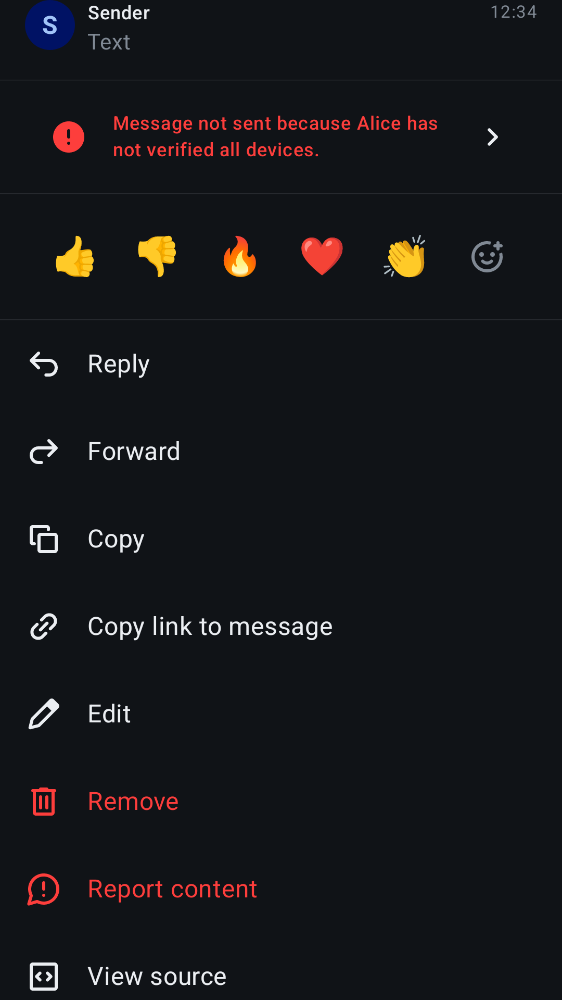 S
Sender
12:34
Text
Message not sent because Alice has
not verified all devices.
Reply
Forward
Copy
Copy link to message
Edit
Remove
Report content
View source